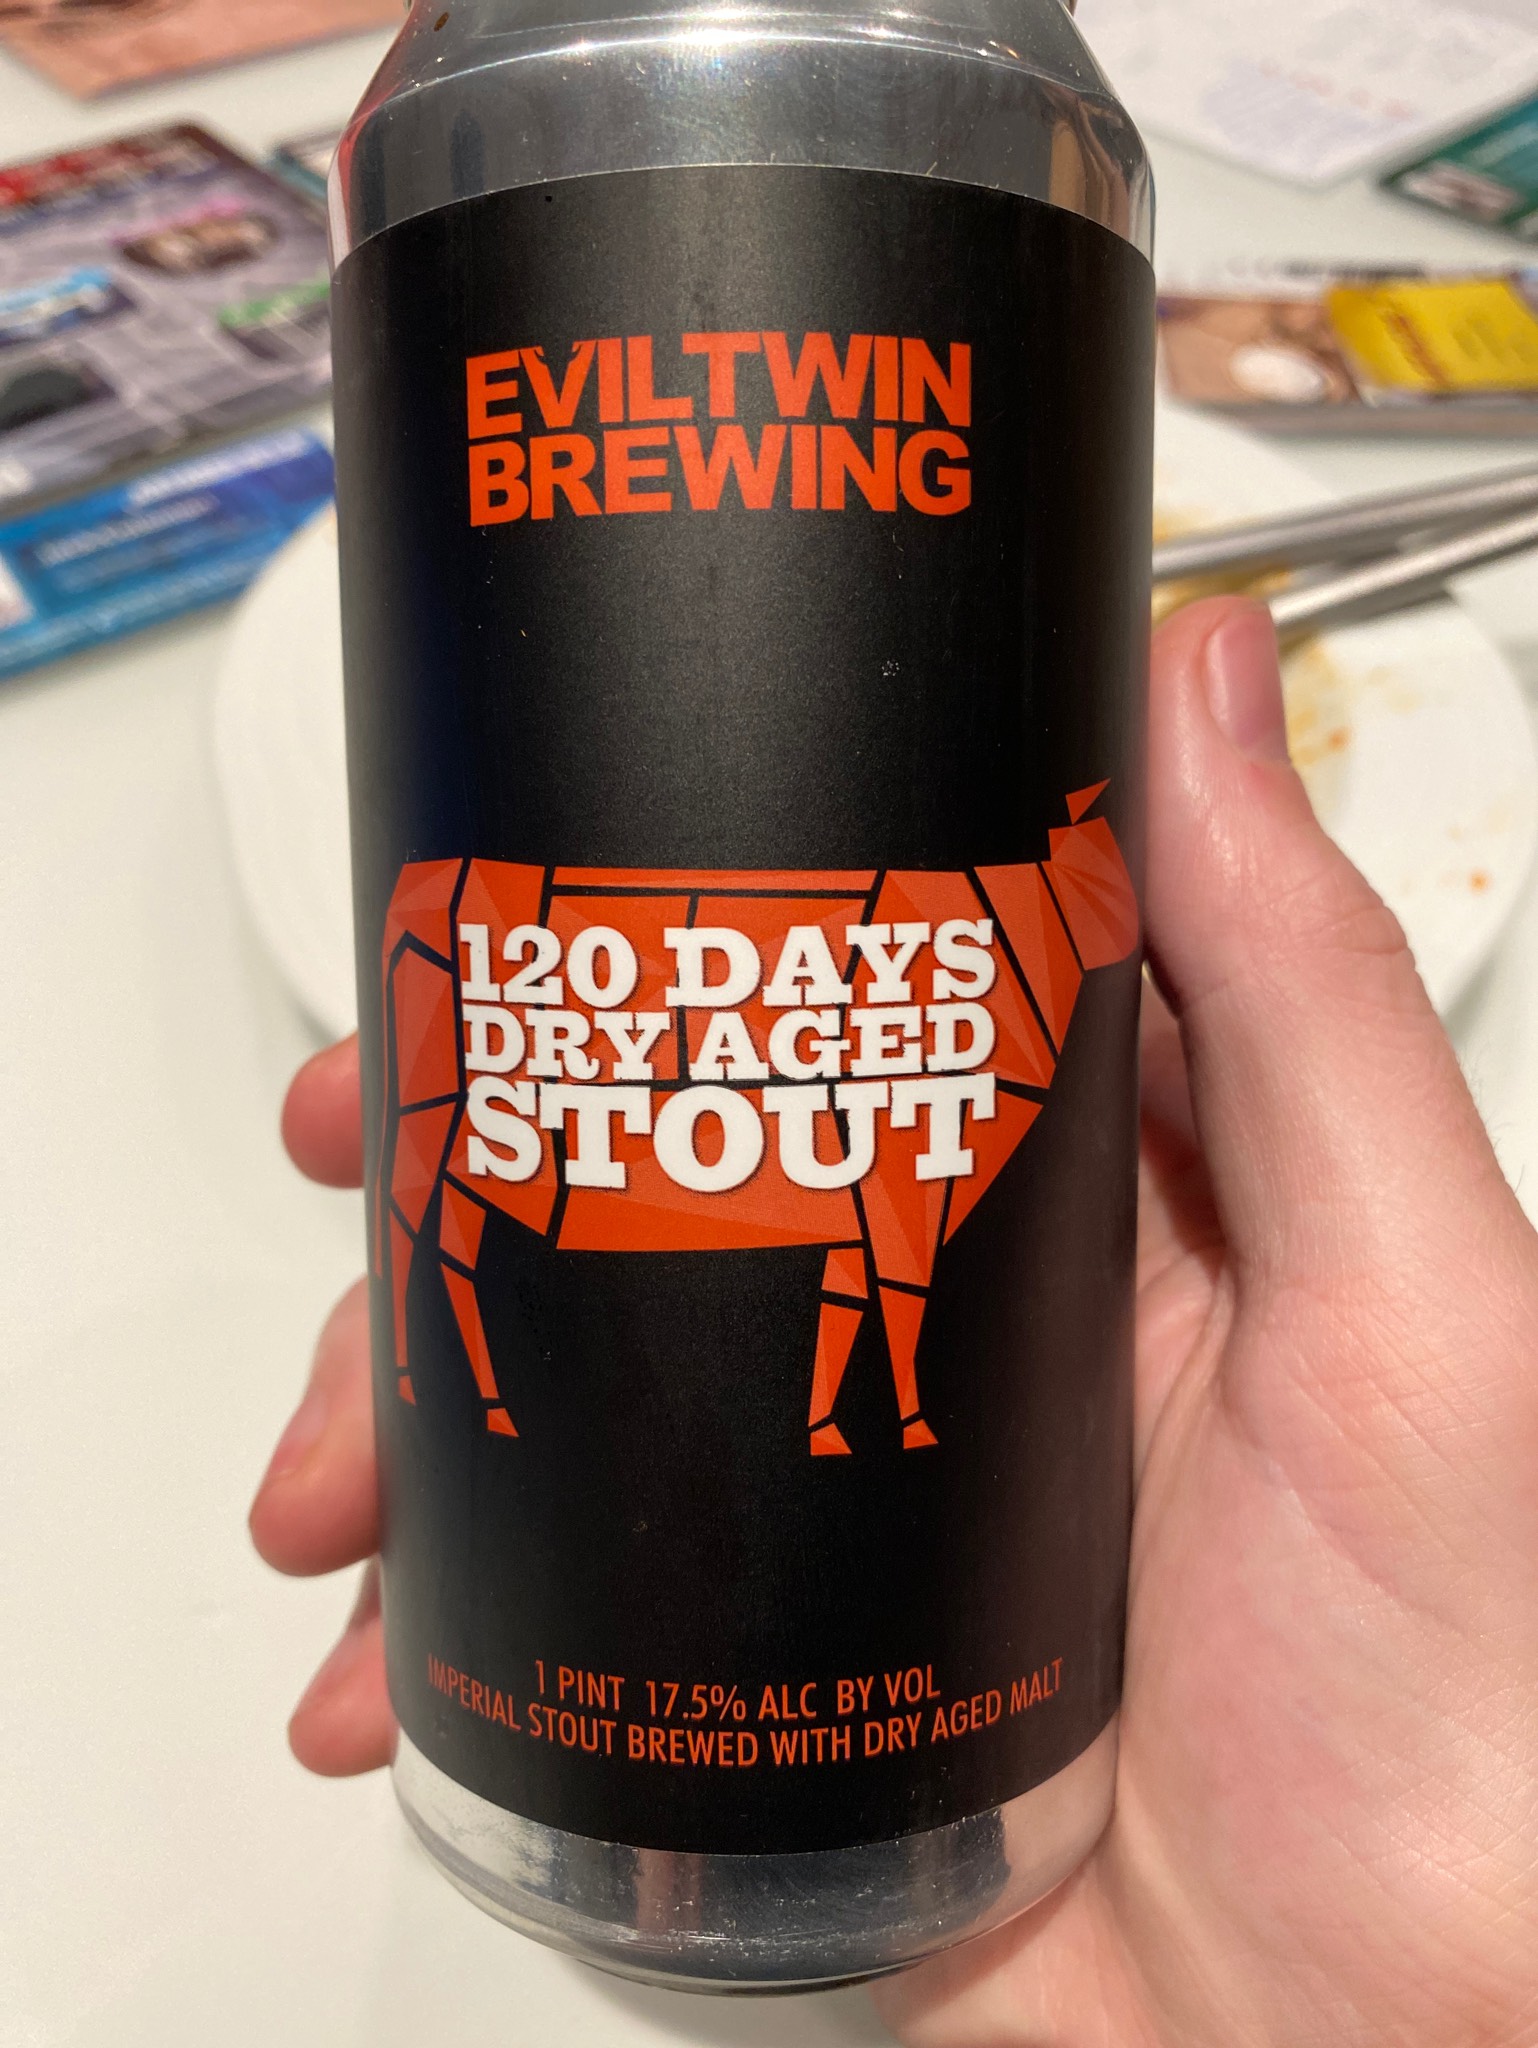 EVILTWIN
BREWING
120 DAYS
DRY AGED
STOUT
1 PINT 17.5% ALC BY VOL
IMPERIAL STOUT BREWED WITH DRY AGED MALT